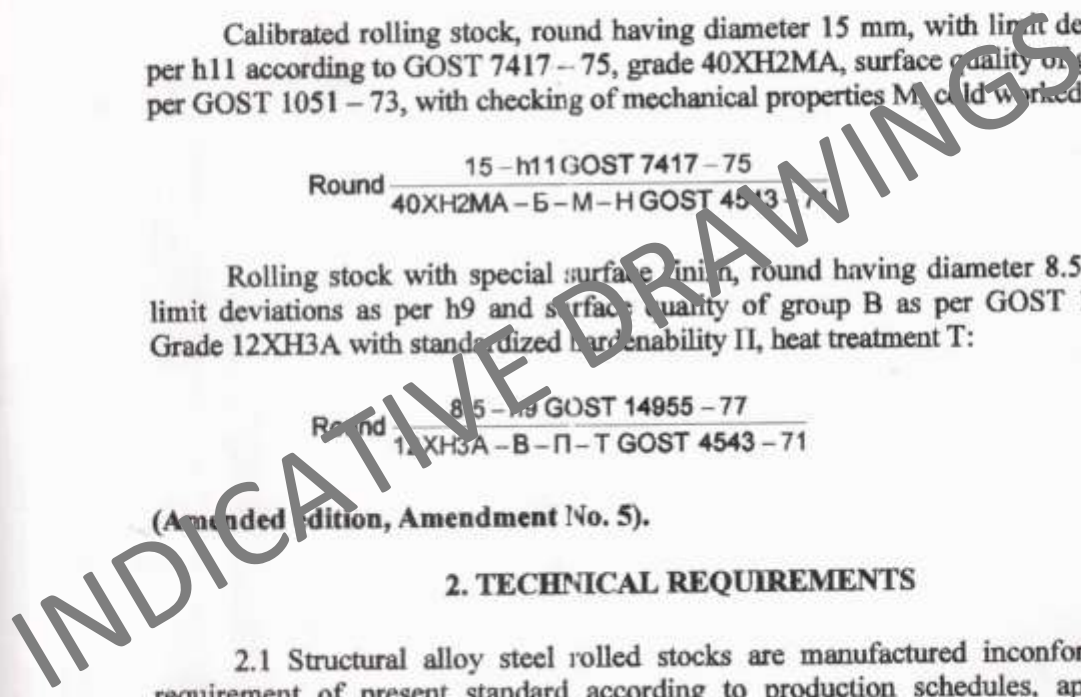 Calibrated rolling stock, round having diameter 15 mm, with limit de
per h11 according to GOST 7417 – 75, grade 40XH2MA, surface quality of
per GOST 1051 – 73, with checking of mechanical properties M, cold worked
15 – h11 GOST 7417 – 75
Round
40XH2MA – Б – M – H GOST 4543 – 71
Rolling stock with special surface finish, round having diameter 8.5
limit deviations as per h9 and surface quality of group B as per GOST
Grade 12XH3A with standardized hardenability П, heat treatment T:
8.5 – h9 GOST 14955 – 77
Round
12XH3A – B – П – T GOST 4543 – 71
(Amended edition, Amendment No. 5).
2. TECHNICAL REQUIREMENTS
2.1 Structural alloy steel rolled stocks are manufactured inconfor
requirement of present standard according to production schedules, an
INDICATIVE DRAWINGS